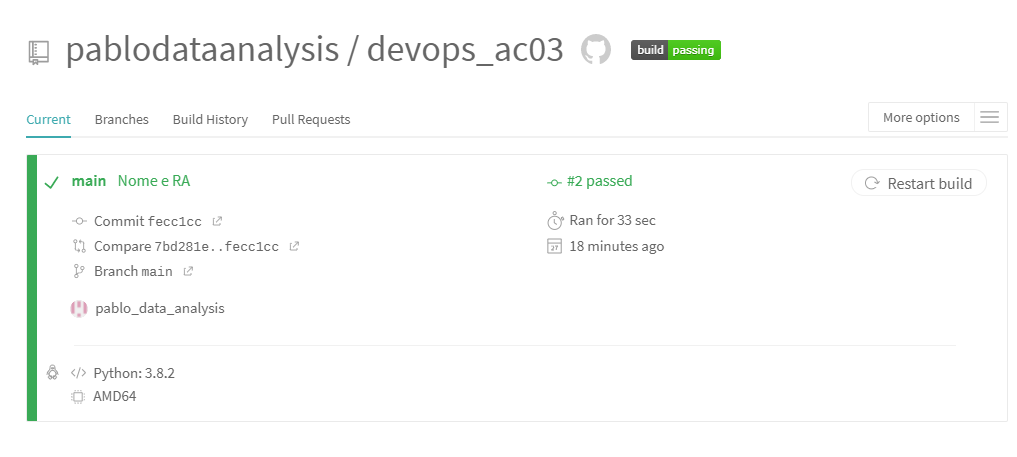 pablodataanalysis / devops_ac03 build passing
Current Branches Build History Pull Requests More options
main Nome e RA #2 passed Restart build
Commit fecc1cc Ran for 33 sec
Compare 7bd281e..fecc1cc 27 18 minutes ago
Branch main
pablo_data_analysis
</> Python: 3.8.2
AMD64